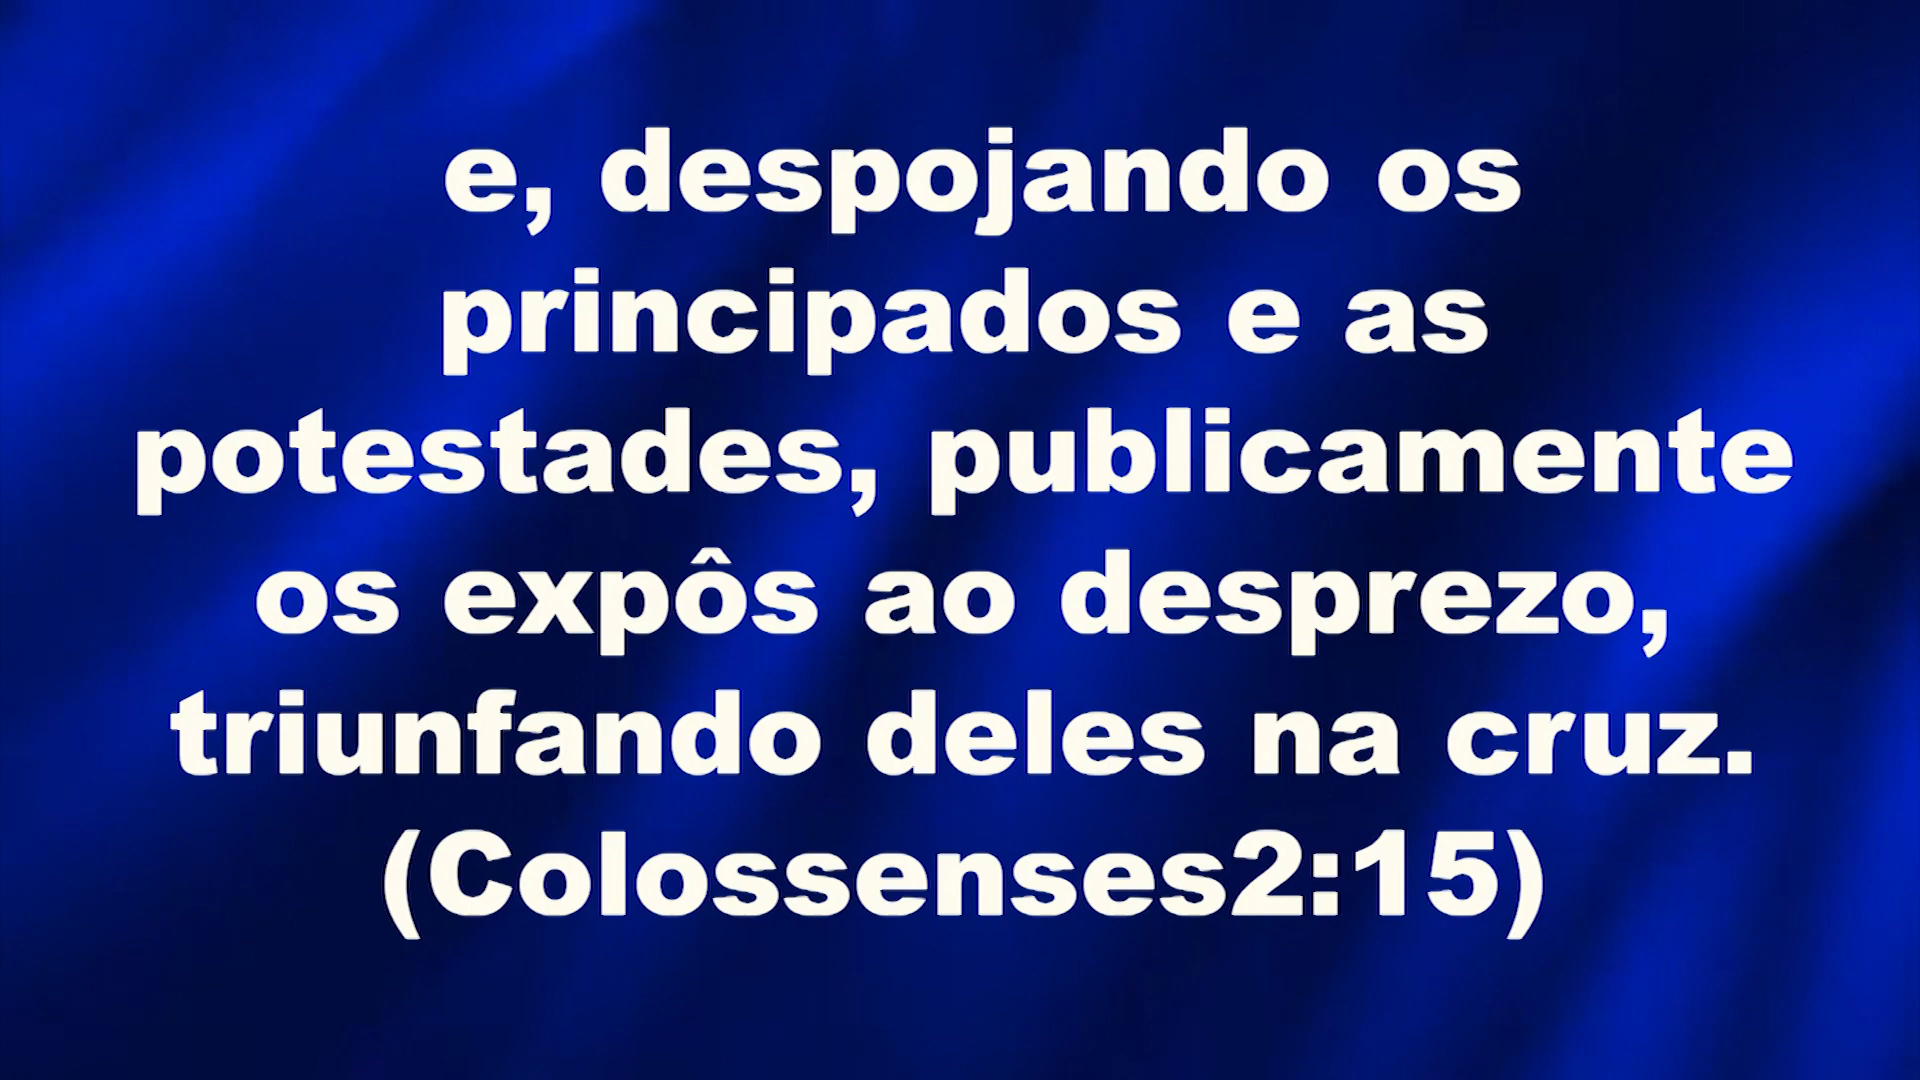 e, despojando os
principados e as
potestades, publicamente
os expôs ao desprezo,
triunfando deles na cruz.
(Colossenses2:15)